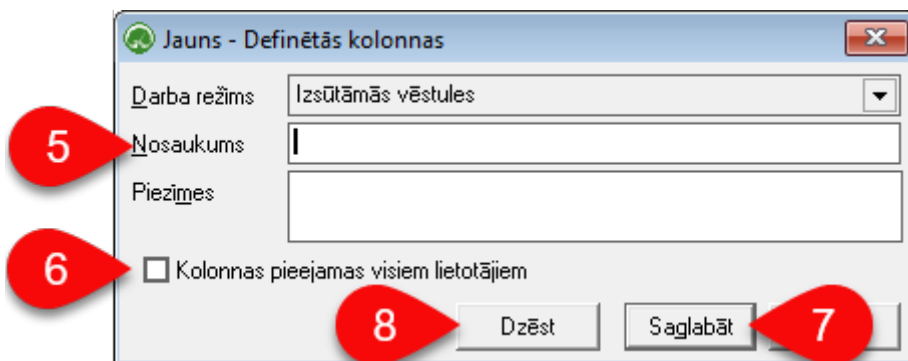 Jauns - Definētās kolonnas
Darba režīms Izsūtāmās vēstules
5 Nosaukums
Piezīmes
6 Kolonnas pieejamas visiem lietotājiem
8 Dzēst Saglabāt 7